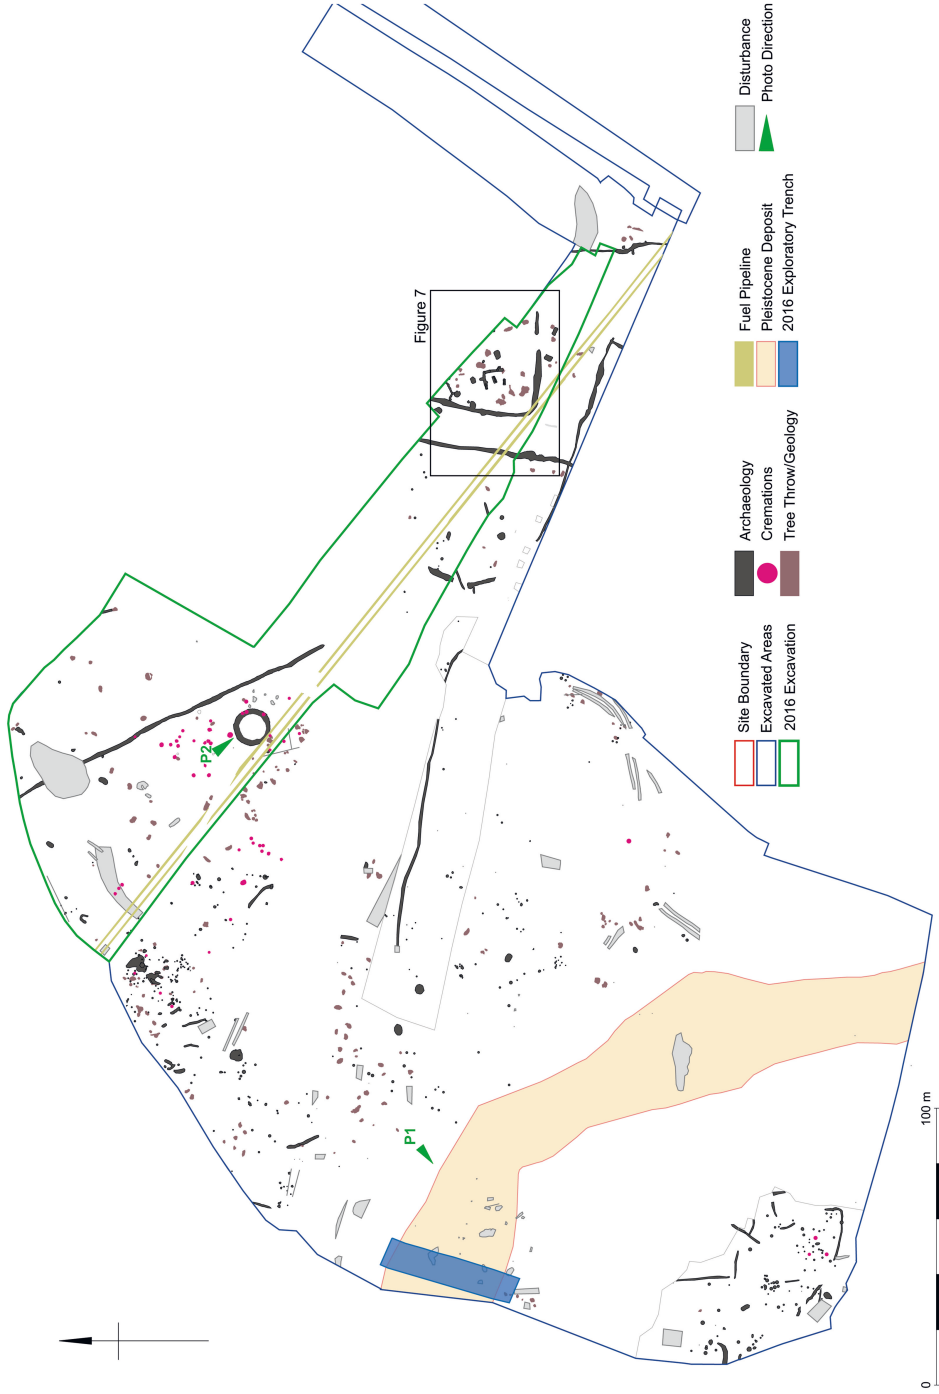 Figure 7
P2
P1
Site Boundary
Excavated Areas
2016 Excavation
Archaeology
Cremations
Tree Throw/Geology
Fuel Pipeline
Pleistocene Deposit
2016 Exploratory Trench
Disturbance
Photo Direction
0
100 m